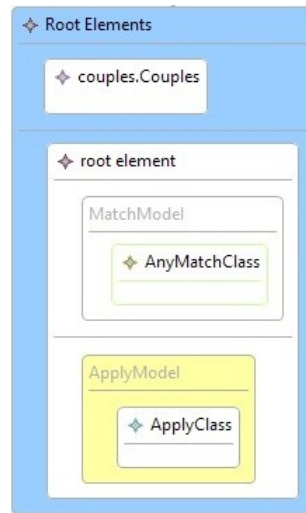 Root Elements
couples.Couples
root element
MatchModel
AnyMatchClass
ApplyModel
ApplyClass